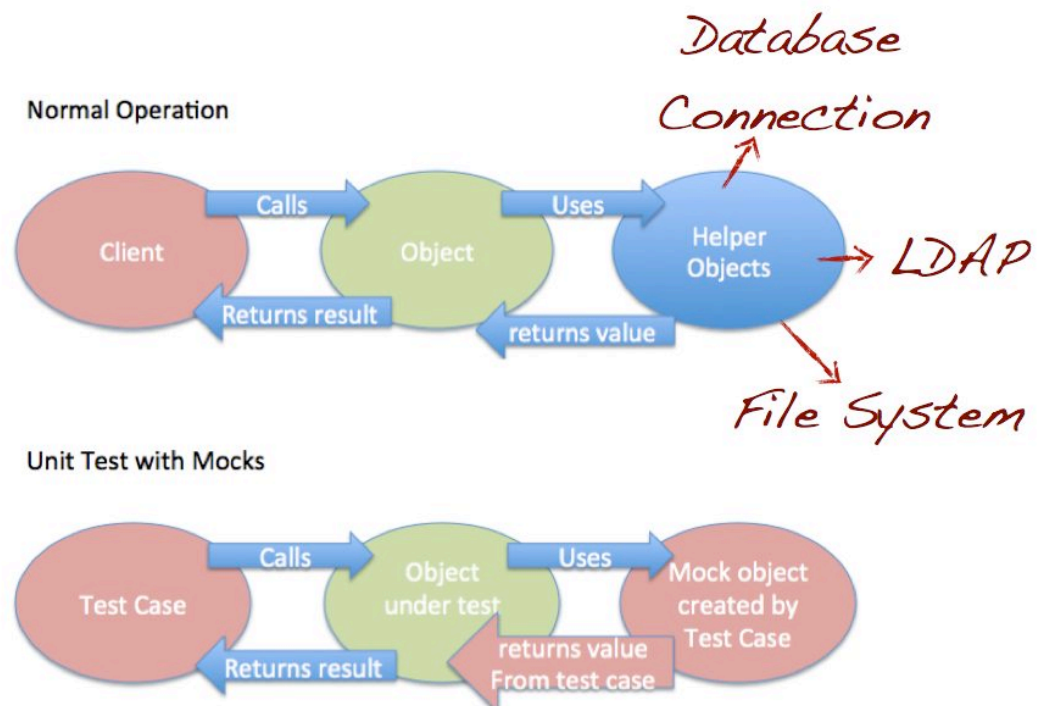 Database
Connection
Normal Operation
Calls
Uses
Client
Object
Helper
Objects
LDAP
Returns result
returns value
File System
Unit Test with Mocks
Calls
Uses
Test Case
Object
under test
Mock object
created by
Test Case
Returns result
returns value
From test case